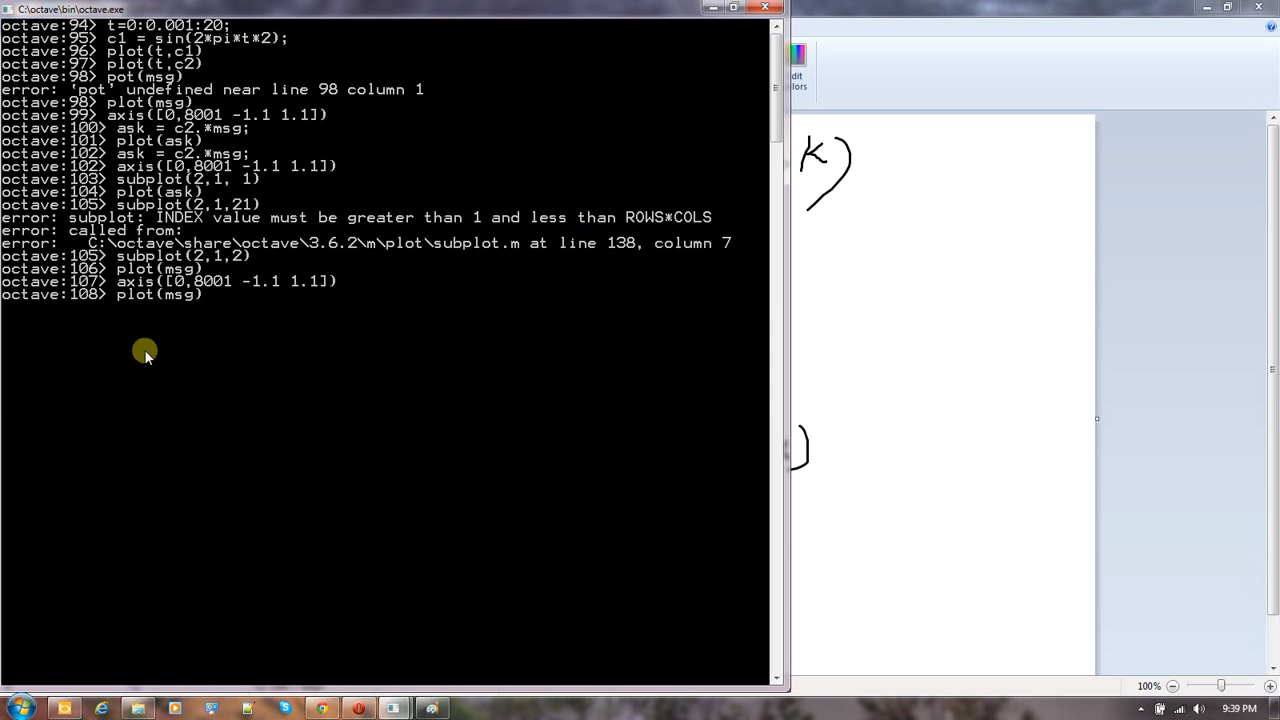 C:\octave\bin\octave.exe
octave:94> t=0:0.001:20;
octave:95> c1 = sin(2*pi*t*2);
octave:96> plot(t,c1)
octave:97> plot(t,c2)
octave:98> pot(msg)
error: 'pot' undefined near line 98 column 1
octave:98> plot(msg)
octave:99> axis([0,8001 -1.1 1.1])
octave:100> ask = c2.*msg;
octave:101> plot(ask)
octave:102> ask = c2.*msg;
octave:102> axis([0,8001 -1.1 1.1])
octave:103> subplot(2,1, 1)
octave:104> plot(ask)
octave:105> subplot(2,1,21)
error: subplot: INDEX value must be greater than 1 and less than ROWS*COLS
error: called from:
error:   C:\octave\share\octave\3.6.2\m\plot\subplot.m at line 138, column 7
octave:105> subplot(2,1,2)
octave:106> plot(msg)
octave:107> axis([0,8001 -1.1 1.1])
octave:108> plot(msg)
dit
lors
K)
)
100%
9:39 PM